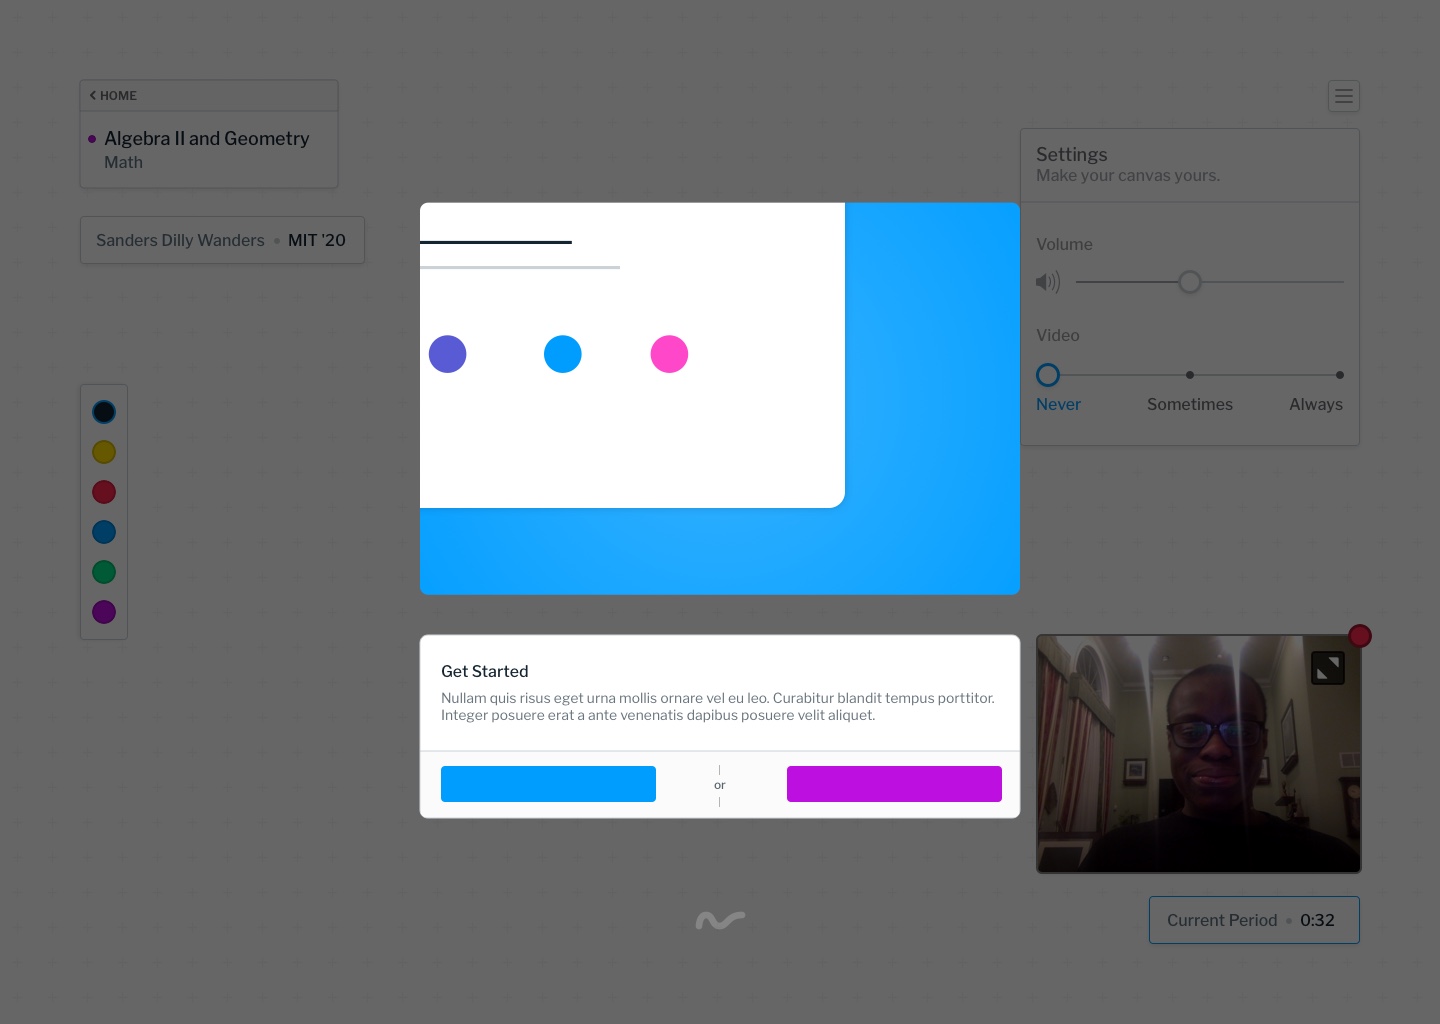 HOME
Algebra II and Geometry
Math
Sanders Dilly Wanders • MIT '20
Settings
Make your canvas yours.
Volume
Video
Never Sometimes Always
Get Started
Nullam quis risus eget urna mollis ornare vel eu leo. Curabitur blandit tempus porttitor.
Integer posuere erat a ante venenatis dapibus posuere velit aliquet.
or
Current Period • 0:32